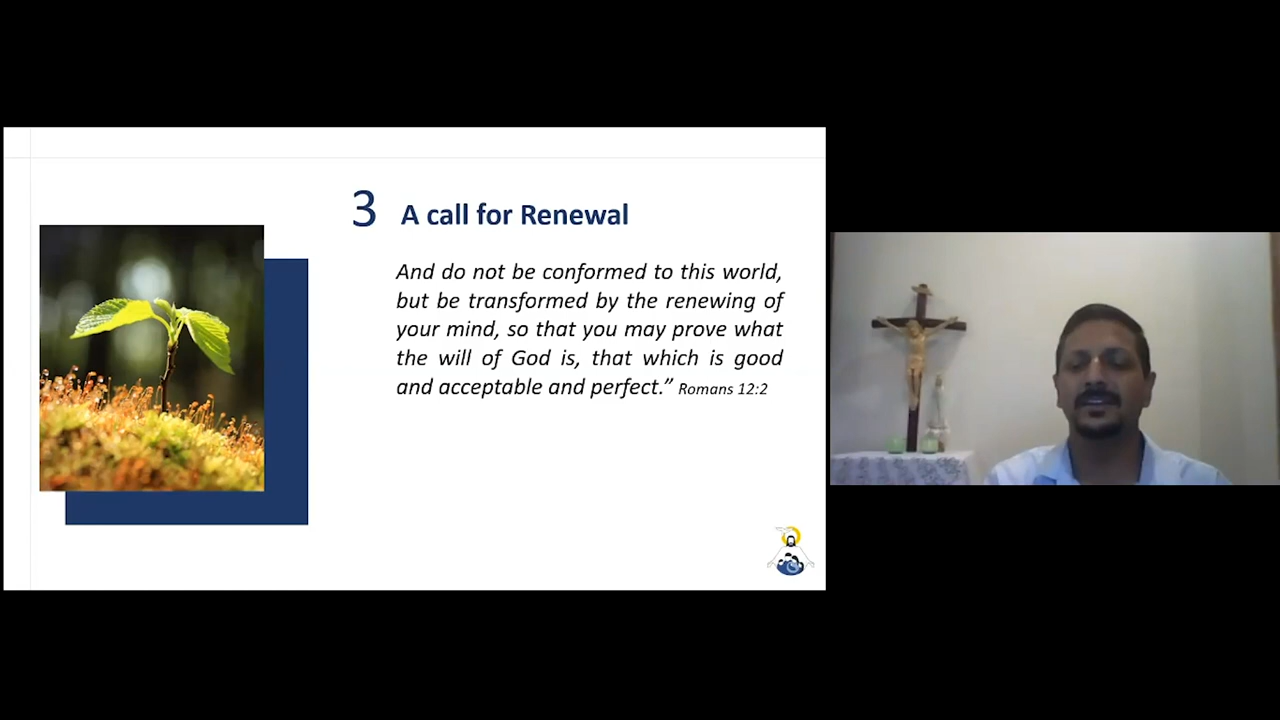 3 A call for Renewal
And do not be conformed to this world,
but be transformed by the renewing of
your mind, so that you may prove what
the will of God is, that which is good
and acceptable and perfect.” Romans 12:2